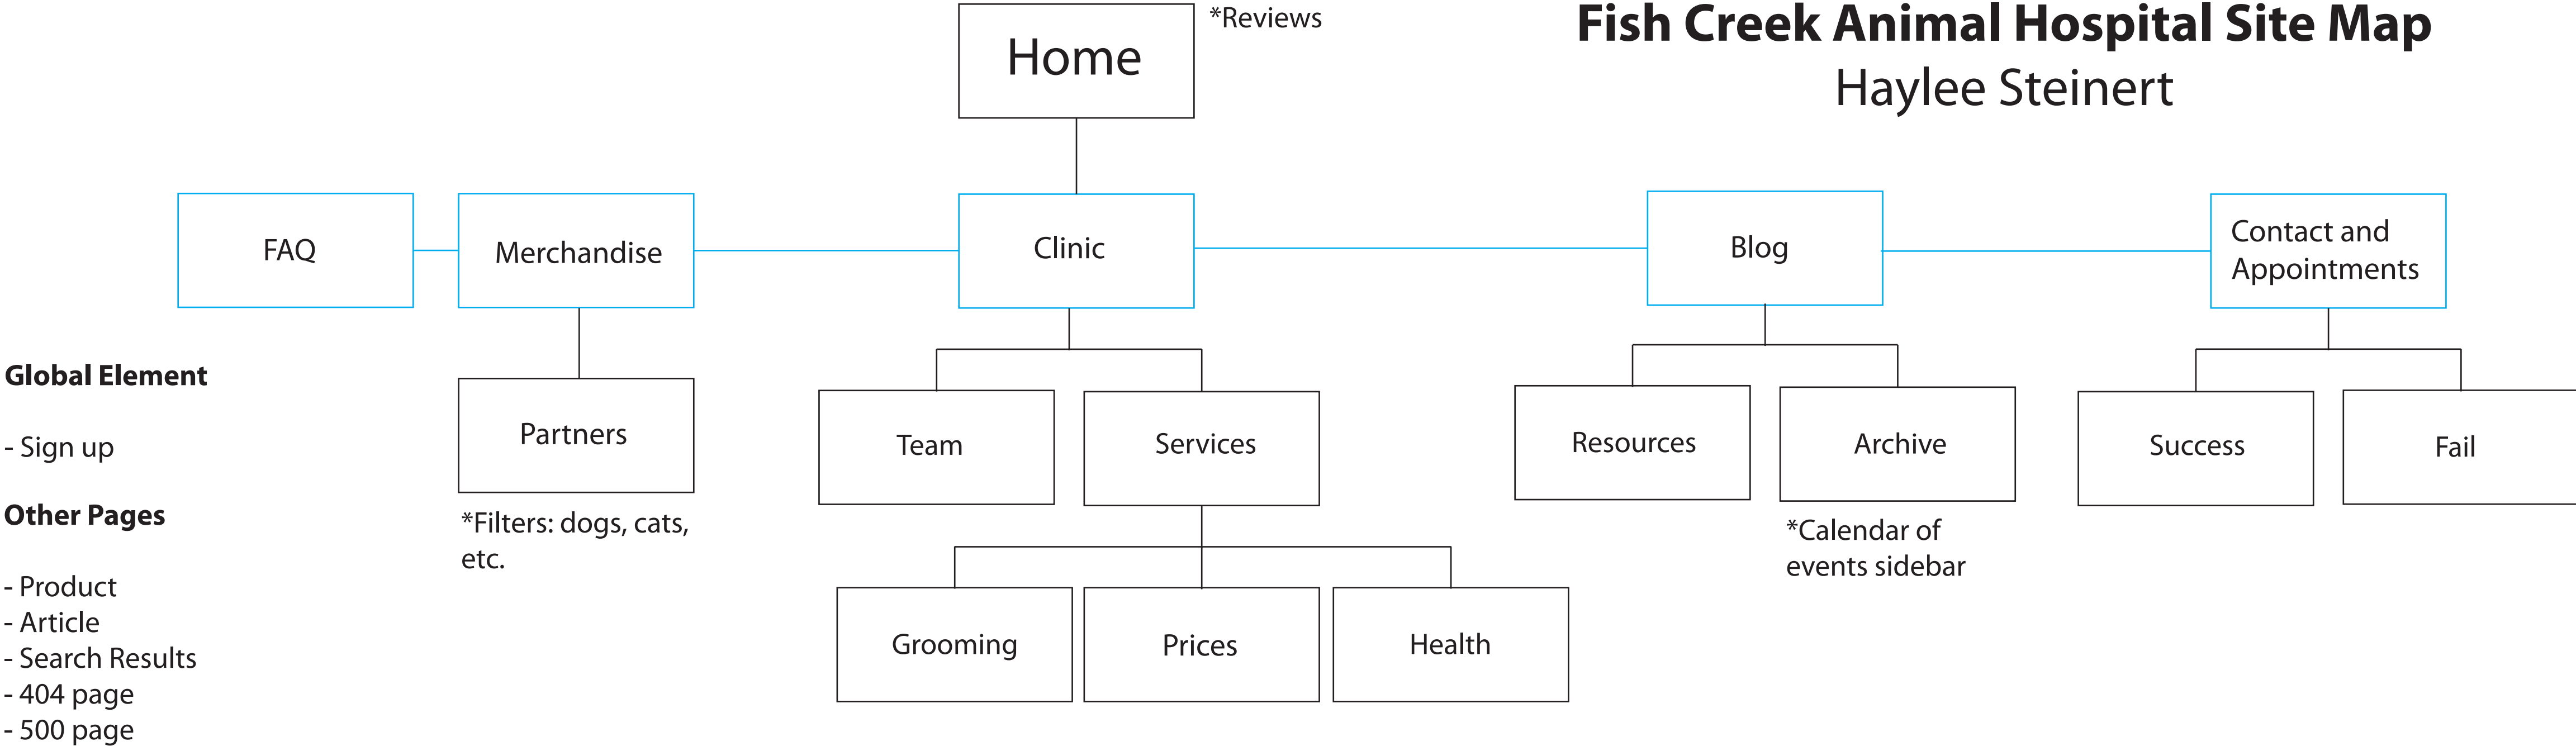 Fish Creek Animal Hospital Site Map
Haylee Steinert
Home
*Reviews
FAQ
Merchandise
Clinic
Blog
Contact and
Appointments
Partners
*Filters: dogs, cats,
etc.
Team
Services
Resources
Archive
*Calendar of
events sidebar
Success
Fail
Grooming
Prices
Health
Global Element
- Sign up
Other Pages
- Product
- Article
- Search Results
- 404 page
- 500 page